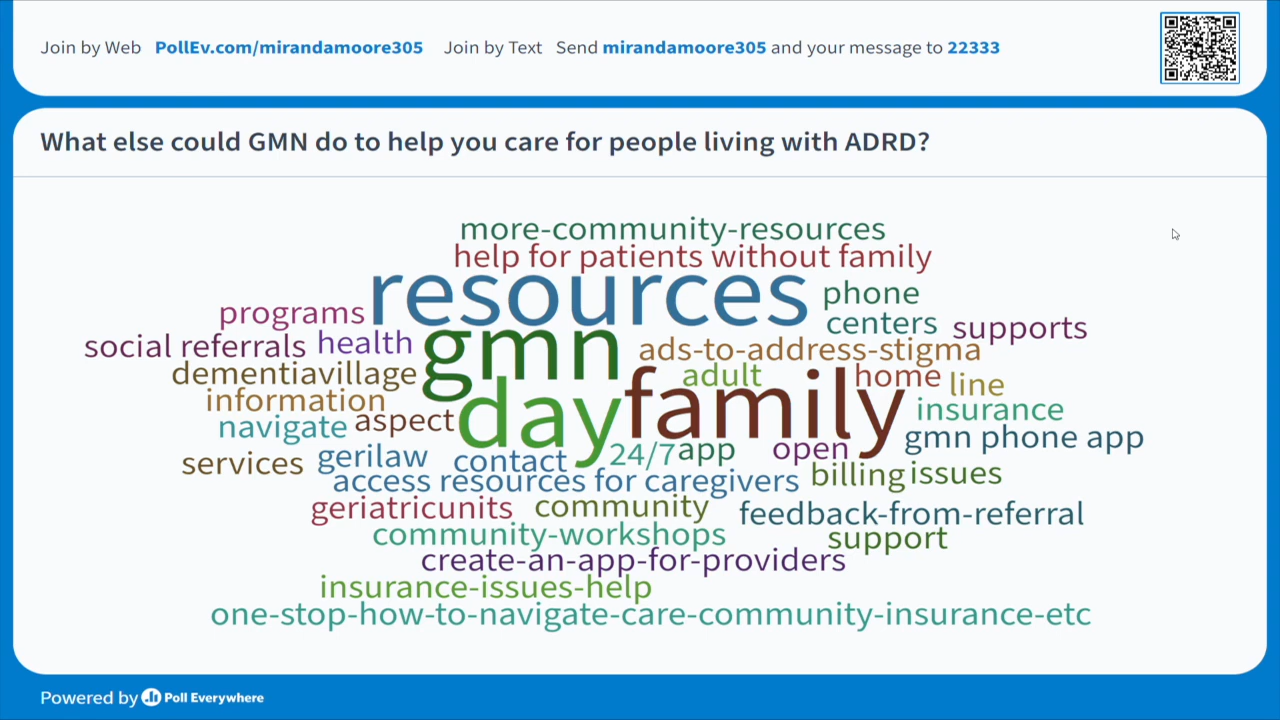 Join by Web PollEv.com/mirandamoore305 Join by Text Send mirandamoore305 and your message to 22333
What else could GMN do to help you care for people living with ADRD?
more-community-resources
help for patients without family
resources
phone
programs
centers
supports
social referrals
health
gmn
ads-to-address-stigma
dementiavillage
adult
home
line
information
day
family
insurance
navigate
aspect
gmn phone app
services
gerilaw
contact
24/7
app
open
access resources for caregivers
billing
issues
geriatricunits
community
feedback-from-referral
community-workshops
support
create-an-app-for-providers
insurance-issues-help
one-stop-how-to-navigate-care-community-insurance-etc
Powered by Poll Everywhere